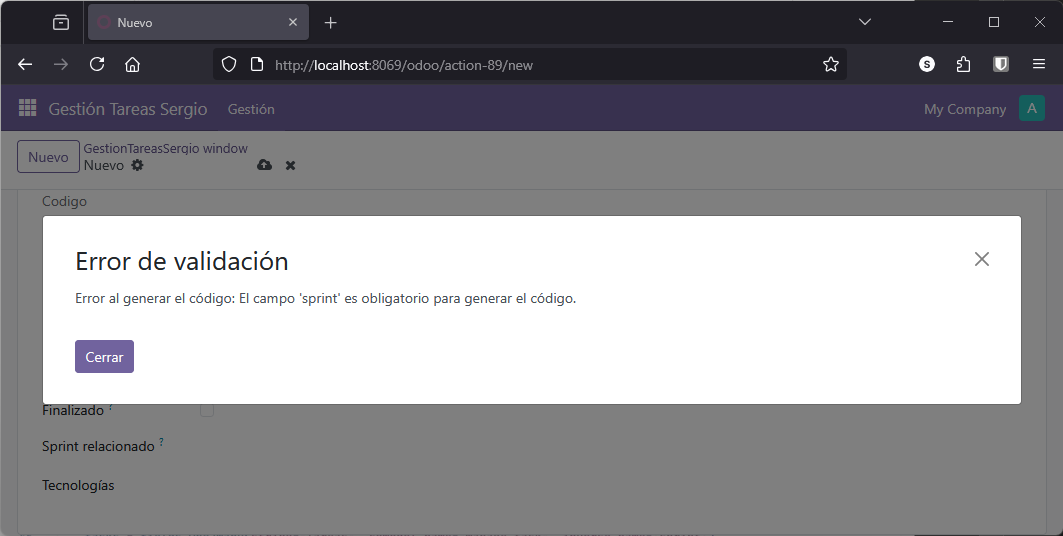 Nuevo
http://localhost:8069/odoo/action-89/new
S
Gestión Tareas Sergio
Gestión
My Company
A
Nuevo
GestionTareasSergio window
Nuevo
Codigo
Error de validación
Error al generar el código: El campo 'sprint' es obligatorio para generar el código.
Cerrar
Finalizado ?
Sprint relacionado ?
Tecnologías